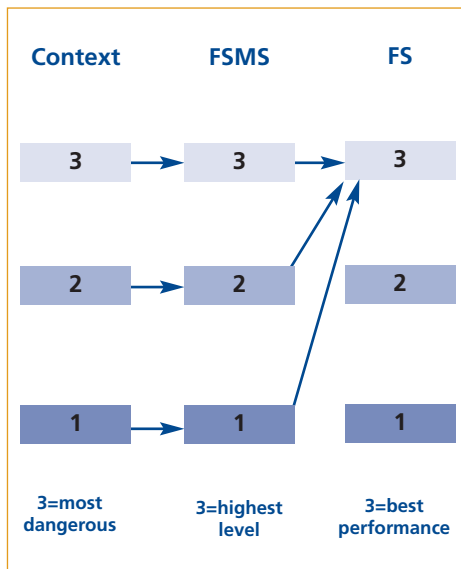 Context FSMS FS
3 3 3
2 2 2
1 1 1
3=most
dangerous
3=highest
level
3=best
performance